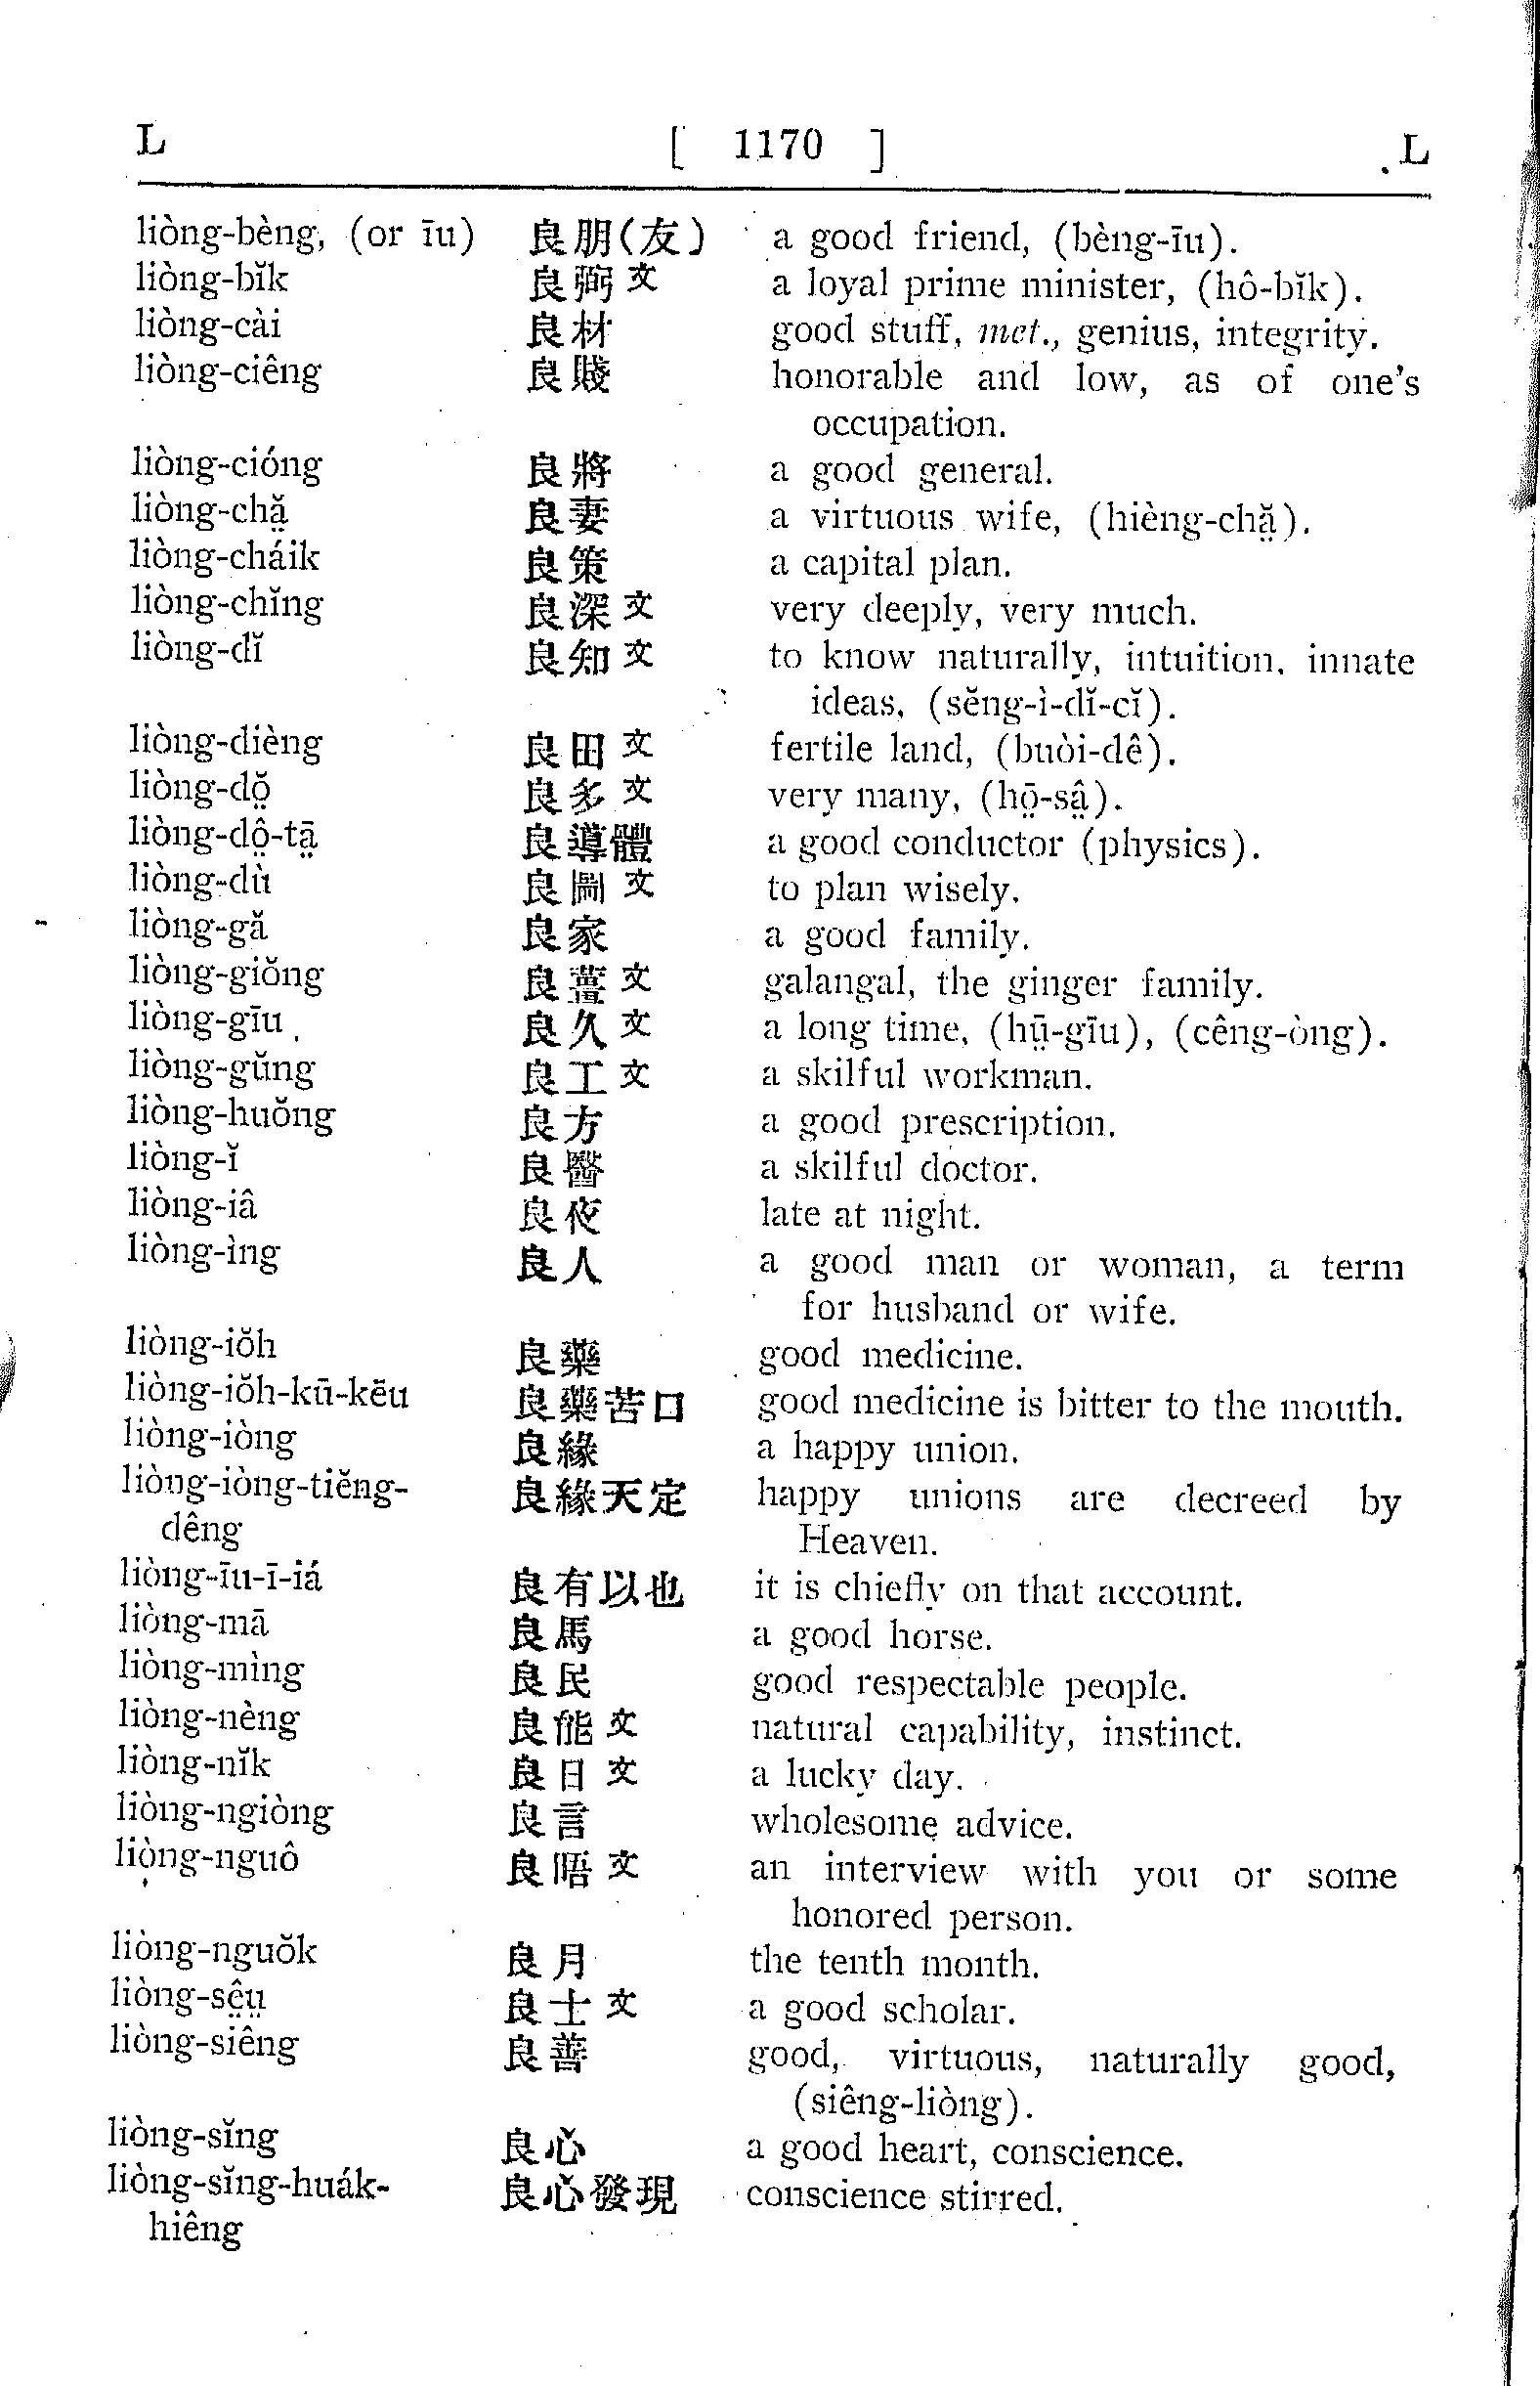 L [ 1170 ] L
liòng-bèng, (or īu) 良朋(友) a good friend, (bèng-īu).
liòng-bĭk 良弼文 a loyal prime minister, (hô-bĭk).
liòng-cài 良材 good stuff, met., genius, integrity.
liòng-ciêng 良賤 honorable and low, as of one's
occupation.
liòng-cióng 良將 a good general.
liòng-chă̤ 良妻 a virtuous wife, (hièng-chă̤).
liòng-cháik 良策 a capital plan.
liòng-chĭng 良深文 very deeply, very much.
liòng-dĭ 良知文 to know naturally, intuition, innate
ideas, (sĕng-ì-dĭ-cĭ).
liòng-dièng 良田文 fertile land, (buòi-dê).
liòng-dŏ̤ 良多文 very many, (hō̤-sâ̤).
liòng-dô̤-tā̤ 良導體 a good conductor (physics).
liòng-dù 良圖文 to plan wisely.
liòng-gă 良家 a good family.
liòng-giŏng 良薑文 galangal, the ginger family.
liòng-gīu 良久文 a long time, (hṳ̄-gīu), (cêng-òng).
liòng-gŭng 良工文 a skilful workman.
liòng-huŏng 良方 a good prescription.
liòng-ĭ 良醫 a skilful doctor.
liòng-iâ 良夜 late at night.
liòng-ìng 良人 a good man or woman, a term
for husband or wife.
liòng-iŏh 良藥 good medicine.
liòng-iŏh-kū-kēu 良藥苦口 good medicine is bitter to the mouth.
liòng-iòng 良緣 a happy union.
liòng-iòng-tiĕng- 良緣天定 happy unions are decreed by
dêng Heaven.
liòng-īu-ī-iá 良有以也 it is chiefly on that account.
liòng-mā 良馬 a good horse.
liòng-mìng 良民 good respectable people.
liòng-nèng 良能文 natural capability, instinct.
liòng-nĭk 良日文 a lucky day.
liòng-ngiòng 良言 wholesome advice.
liòng-nguô 良晤文 an interview with you or some
honored person.
liòng-nguŏk 良月 the tenth month.
liòng-sê̤ṳ 良士文 a good scholar.
liòng-siêng 良善 good, virtuous, naturally good,
(siêng-liòng).
liòng-sĭng 良心 a good heart, conscience.
liòng-sĭng-huák- 良心發現 conscience stirred.
hiêng